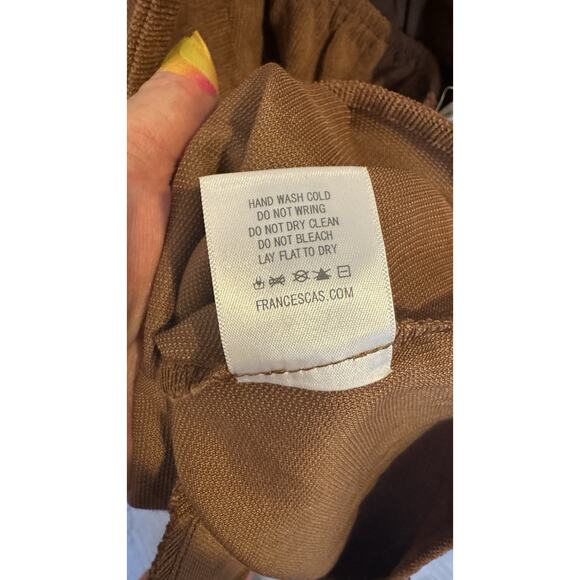 HAND WASH COLD
DO NOT WRING
DO NOT DRY CLEAN
DO NOT BLEACH
LAY FLAT TO DRY
FRANCESCAS.COM